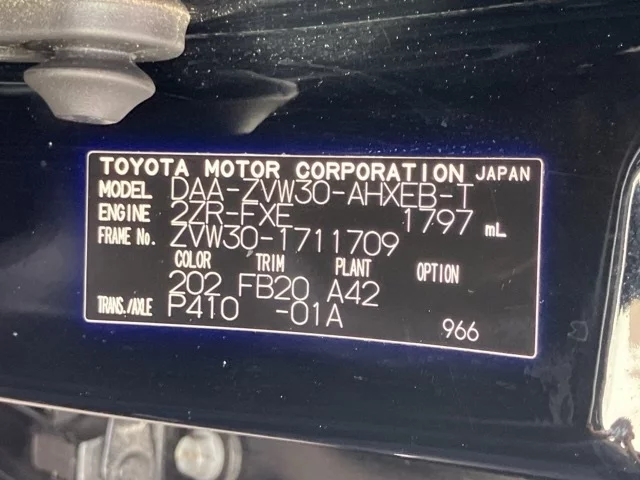 TOYOTA MOTOR CORPORATION JAPAN
MODEL DAA-ZVW30-AHXEB-T
ENGINE 2ZR-FXE 1797 mL
FRAME No. ZVW30-1711709
COLOR TRIM PLANT OPTION
202 FB20 A42
TRANS./AXLE P410 -01A 966